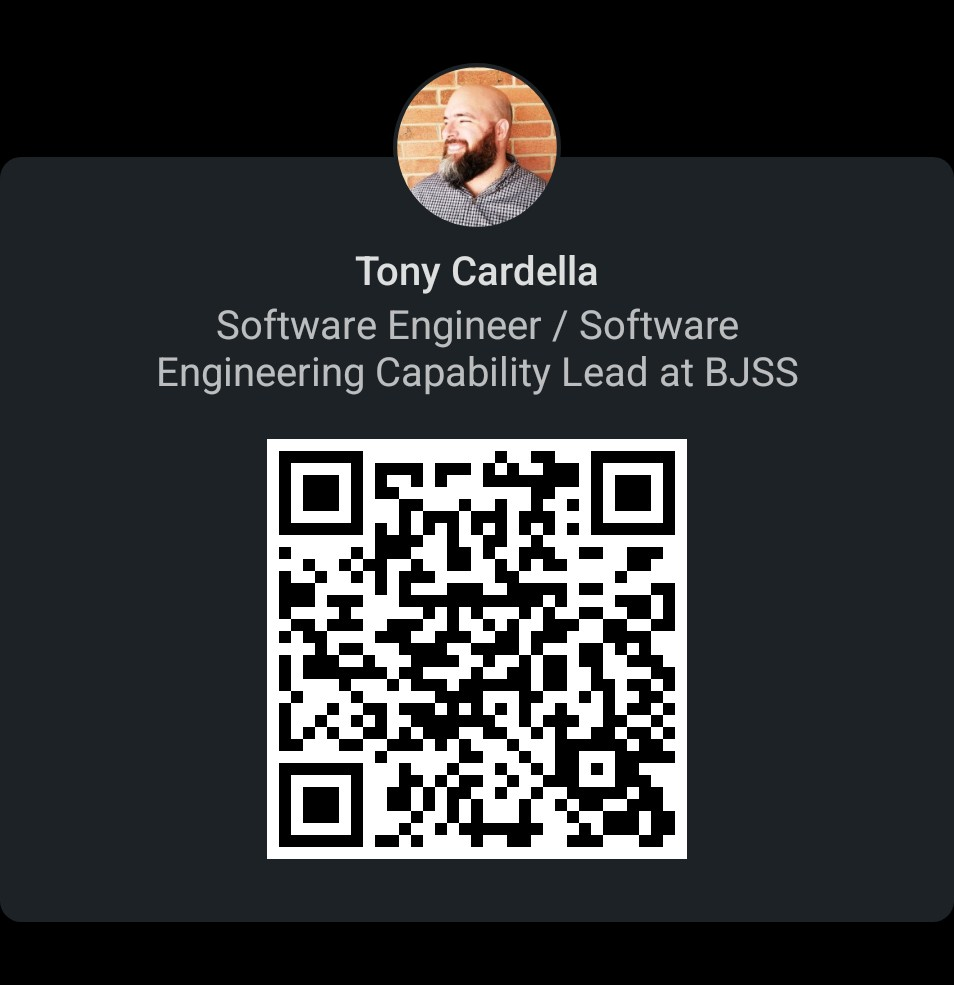 Tony Cardella
Software Engineer / Software
Engineering Capability Lead at BJSS